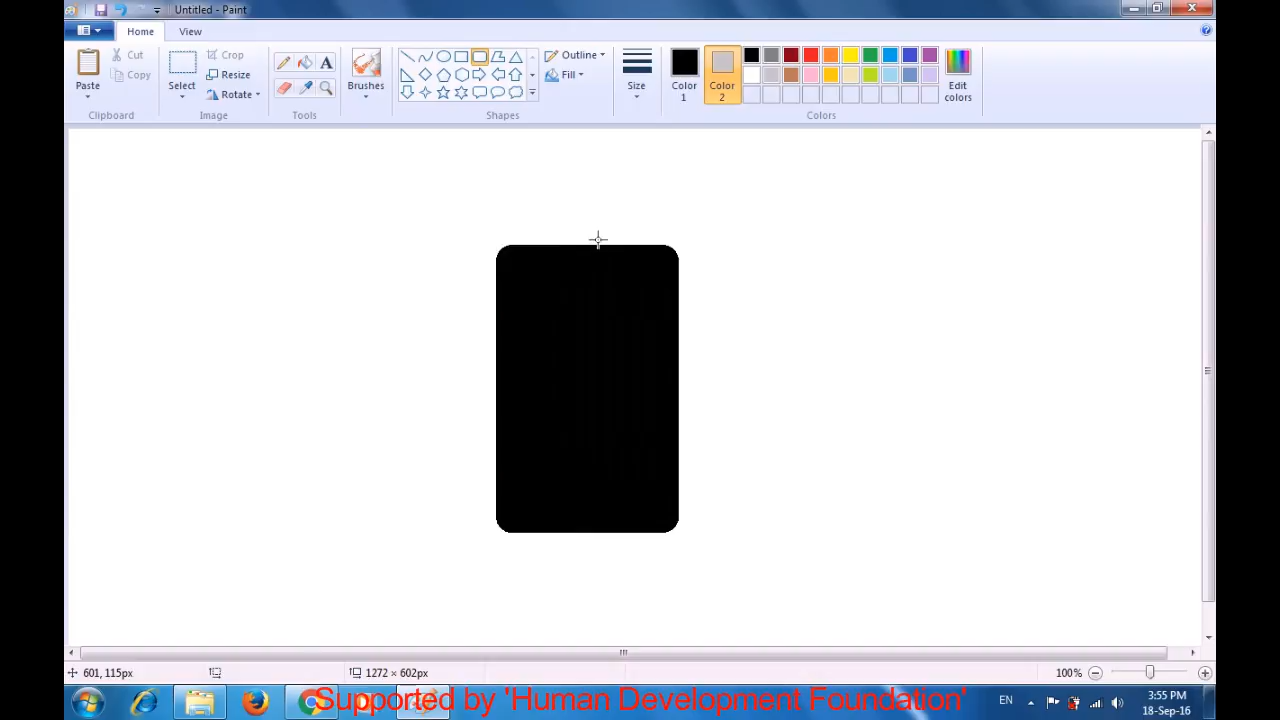 Untitled - Paint
Home View
Paste
Cut
Copy
Clipboard
Select
Crop
Resize
Rotate
Image
A
Tools
Brushes
Outline
Fill
Shapes
Size
Color 1
Color 2
Edit colors
Colors
601, 115px
1272 × 602px
100%
Supported by 'Human Development Foundation'
EN
3:55 PM
18-Sep-16